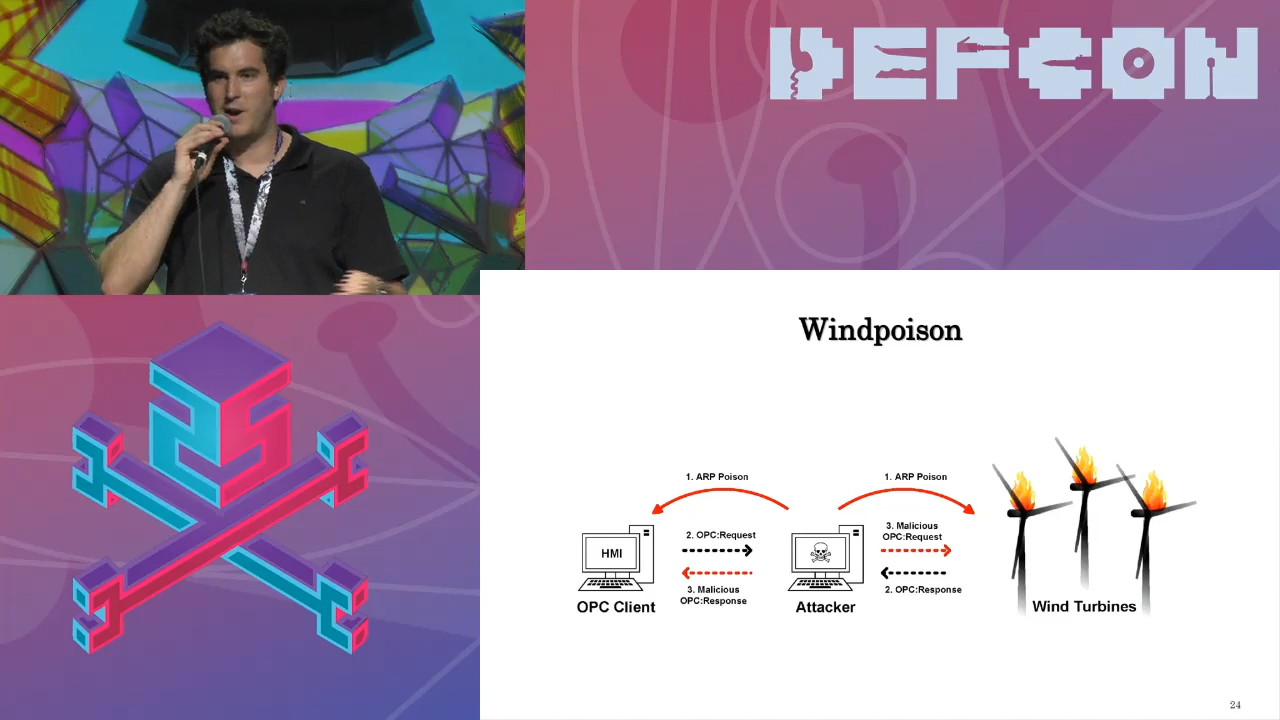 DEFCON
25
Windpoison
1. ARP Poison
1. ARP Poison
2. OPC:Request
3. Malicious
OPC:Request
HMI
3. Malicious
OPC:Response
2. OPC:Response
OPC Client
Attacker
Wind Turbines
24